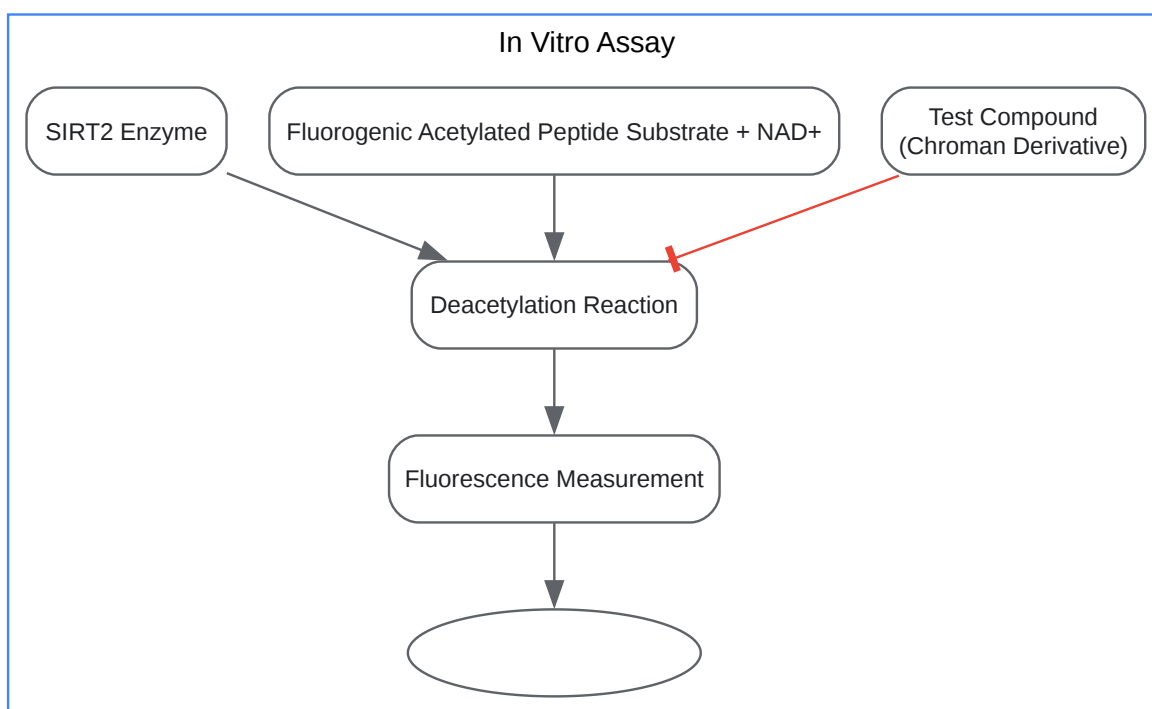 In Vitro Assay
SIRT2 Enzyme
Fluorogenic Acetylated Peptide Substrate + NAD+
Test Compound
(Chroman Derivative)
Deacetylation Reaction
Fluorescence Measurement